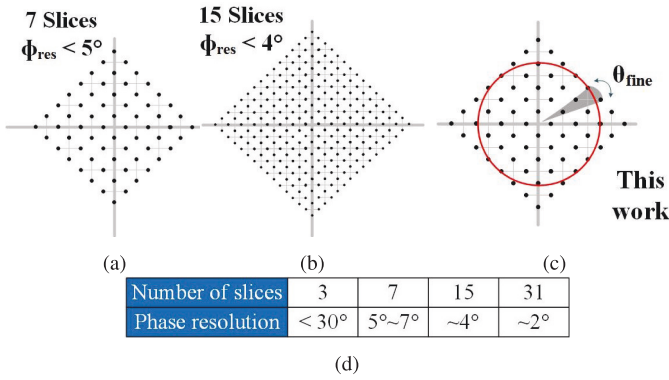 7 Slices
ϕres < 5°
15 Slices
ϕres < 4°
θfine
This
work
(a)
(b)
(c)
Number of slices 3 7 15 31
Phase resolution < 30° 5°~7° ~4° ~2°
(d)